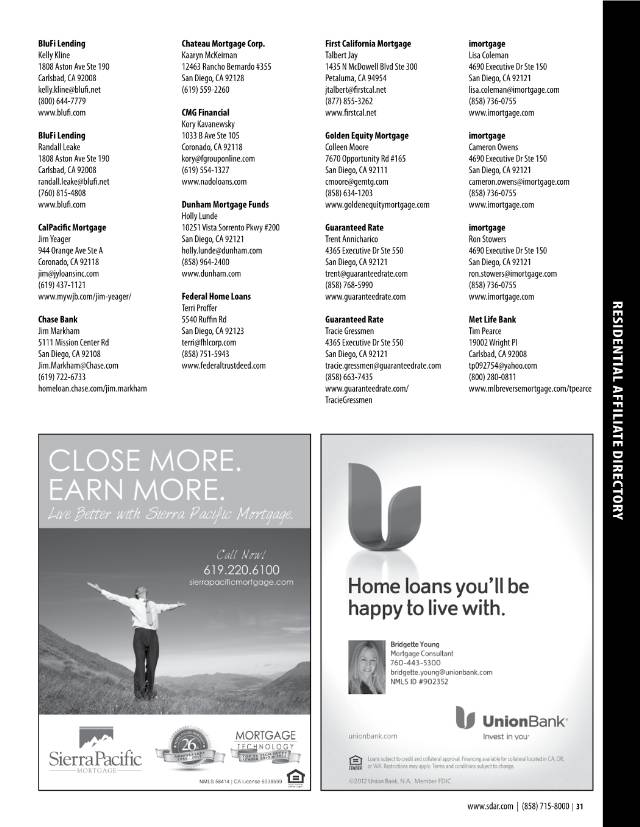 BluFi Lending
Kelly Kline
1808 Aston Ave Ste 190
Carlsbad, CA 92008
kelly.kline@blufi.net
(800) 644-7779
www.blufi.com
BluFi Lending
Randall Leake
1808 Aston Ave Ste 190
Carlsbad, CA 92008
randall.leake@blufi.net
(760) 815-4808
www.blufi.com
CalPacific Mortgage
Jim Yeager
944 Orange Ave Ste A
Coronado, CA 92118
jim@jyloansinc.com
(619) 437-1121
www.mywjb.com/jim-yeager/
Chase Bank
Jim Markham
5111 Mission Center Rd
San Diego, CA 92108
Jim.Markham@Chase.com
(619) 722-6733
homeloan.chase.com/jim.markham
Chateau Mortgage Corp.
Kaaryn McKeirnan
12463 Rancho Bernardo #355
San Diego, CA 92128
(619) 559-2260
CMG Financial
Kory Kavanewsky
1033 B Ave Ste 105
Coronado, CA 92118
kory@fgrouponline.com
(619) 554-1327
www.nadoloans.com
Dunham Mortgage Funds
Holly Lunde
10251 Vista Sorrento Pkwy #200
San Diego, CA 92121
holly.lunde@dunham.com
(858) 964-2400
www.dunham.com
Federal Home Loans
Terri Proffer
5540 Ruffin Rd
San Diego, CA 92123
terri@fhlcorp.com
(858) 751-5943
www.federaltrustdeed.com
First California Mortgage
Talbert Jay
1435 N McDowell Blvd Ste 300
Petaluma, CA 94954
jtalbert@firstcal.net
(877) 855-3262
www.firstcal.net
Golden Equity Mortgage
Colleen Moore
7670 Opportunity Rd #165
San Diego, CA 92111
cmoore@gemtg.com
(858) 634-1203
www.goldenequitymortgage.com
Guaranteed Rate
Trent Annicharico
4365 Executive Dr Ste 550
San Diego, CA 92121
trent@guaranteedrate.com
(858) 768-5990
www.guaranteedrate.com
Guaranteed Rate
Tracie Gressmen
4365 Executive Dr Ste 550
San Diego, CA 92121
tracie.gressmen@guaranteedrate.com
(858) 663-7435
www.guaranteedrate.com/
TracieGressmen
imortgage
Lisa Coleman
4690 Executive Dr Ste 150
San Diego, CA 92121
lisa.coleman@imortgage.com
(858) 736-0755
www.imortgage.com
imortgage
Cameron Owens
4690 Executive Dr Ste 150
San Diego, CA 92121
cameron.owens@imortgage.com
(858) 736-0755
www.imortgage.com
imortgage
Ron Stowers
4690 Executive Dr Ste 150
San Diego, CA 92121
ron.stowers@imortgage.com
(858) 736-0755
www.imortgage.com
Met Life Bank
Tim Pearce
19002 Wright Pl
Carlsbad, CA 92008
tp092754@yahoo.com
(800) 280-0811
www.mlbreversemortgage.com/tpearce
RESIDENTIAL AFFILIATE DIRECTORY
CLOSE MORE.
EARN MORE.
Live Better with Sierra Pacific Mortgage.
Call Now!
619.220.6100
sierrapacificmortgage.com
SierraPacific
MORTGAGE
26
MORTGAGE
TECHNOLOGY
NMLS 58414 | CA License 6038699
Home loans you'll be
happy to live with.
Bridgette Young
Mortgage Consultant
760-443-5300
bridgette.young@unionbank.com
NMLS ID #902352
unionbank.com
UnionBank®
Invest in you®
Loans subject to credit and collateral approval. Financing available for collateral located in CA, OR,
or WA. Restrictions may apply. Terms and conditions subject to change.
©2012 Union Bank, N.A. Member FDIC
www.sdar.com | (858) 715-8000 | 31